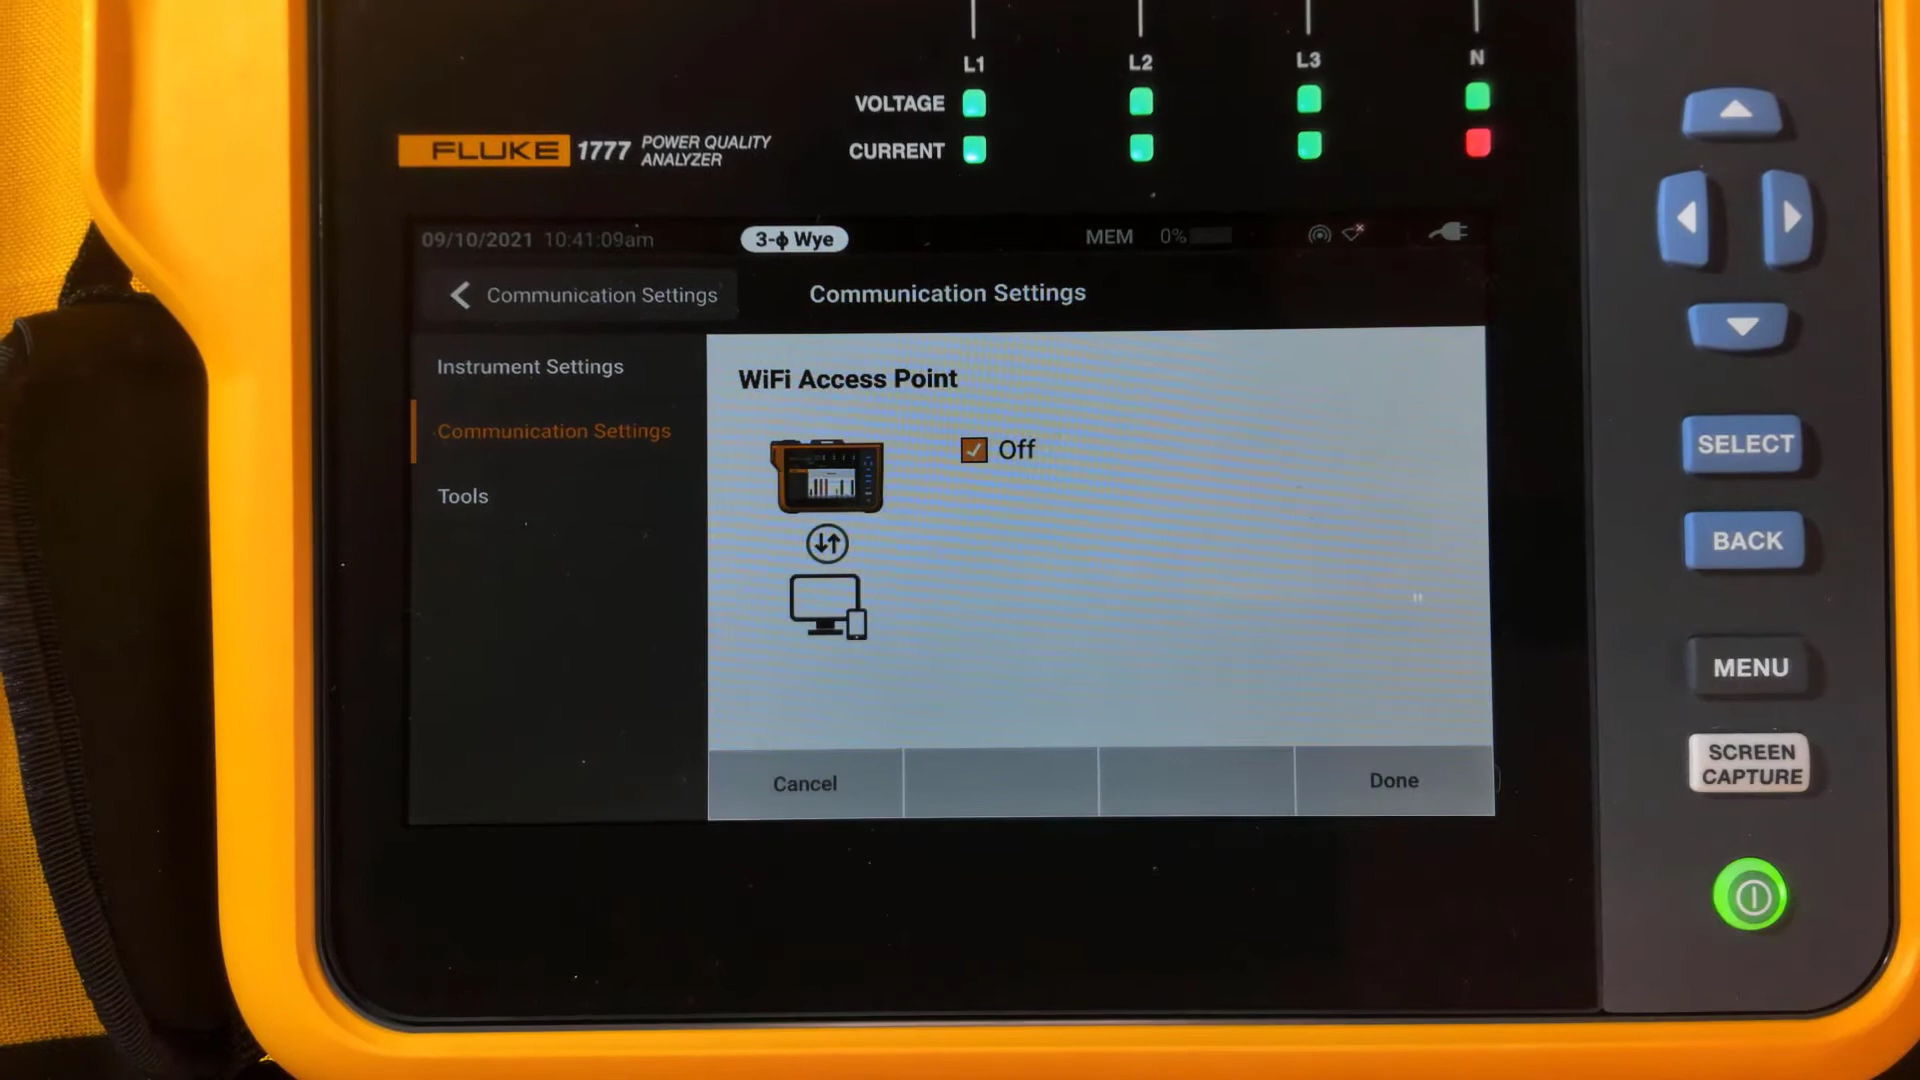 L1 L2 L3 N
VOLTAGE
CURRENT
FLUKE 1777 POWER QUALITY
ANALYZER
09/10/2021 10:41:09am 3-ϕ Wye MEM 0%
Communication Settings Communication Settings
Instrument Settings
Communication Settings
Tools
WiFi Access Point
Off
Cancel Done
SELECT
BACK
MENU
SCREEN
CAPTURE